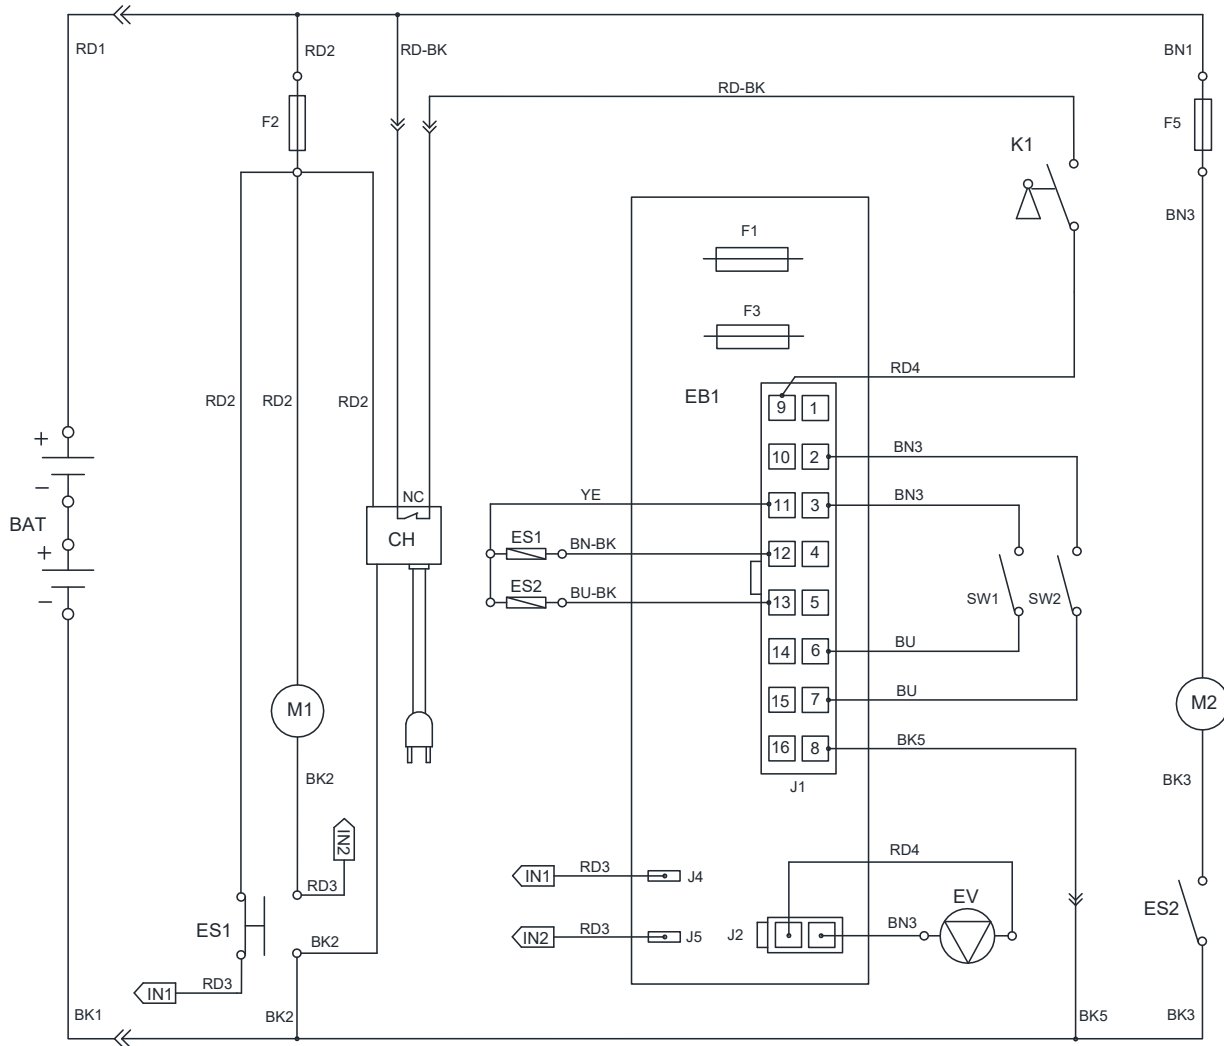 RD1
RD2
RD-BK
BN1
RD-BK
F2
F5
K1
BN3
F1
F3
RD4
EB1
RD2
RD2
RD2
9 1
+
10 2
BN3
NC
YE
11 3
BN3
−
BAT
CH
ES1
BN-BK
12 4
+
ES2
BU-BK
13 5
SW1
SW2
−
14 6
BU
15 7
BU
M1
M2
16 8
BK5
BK2
J1
BK3
IN2
RD4
IN1
RD3
J4
RD3
EV
ES2
ES1
BN3
IN2
RD3
J5
J2
BK2
RD3
IN1
BK1
BK2
BK5
BK3